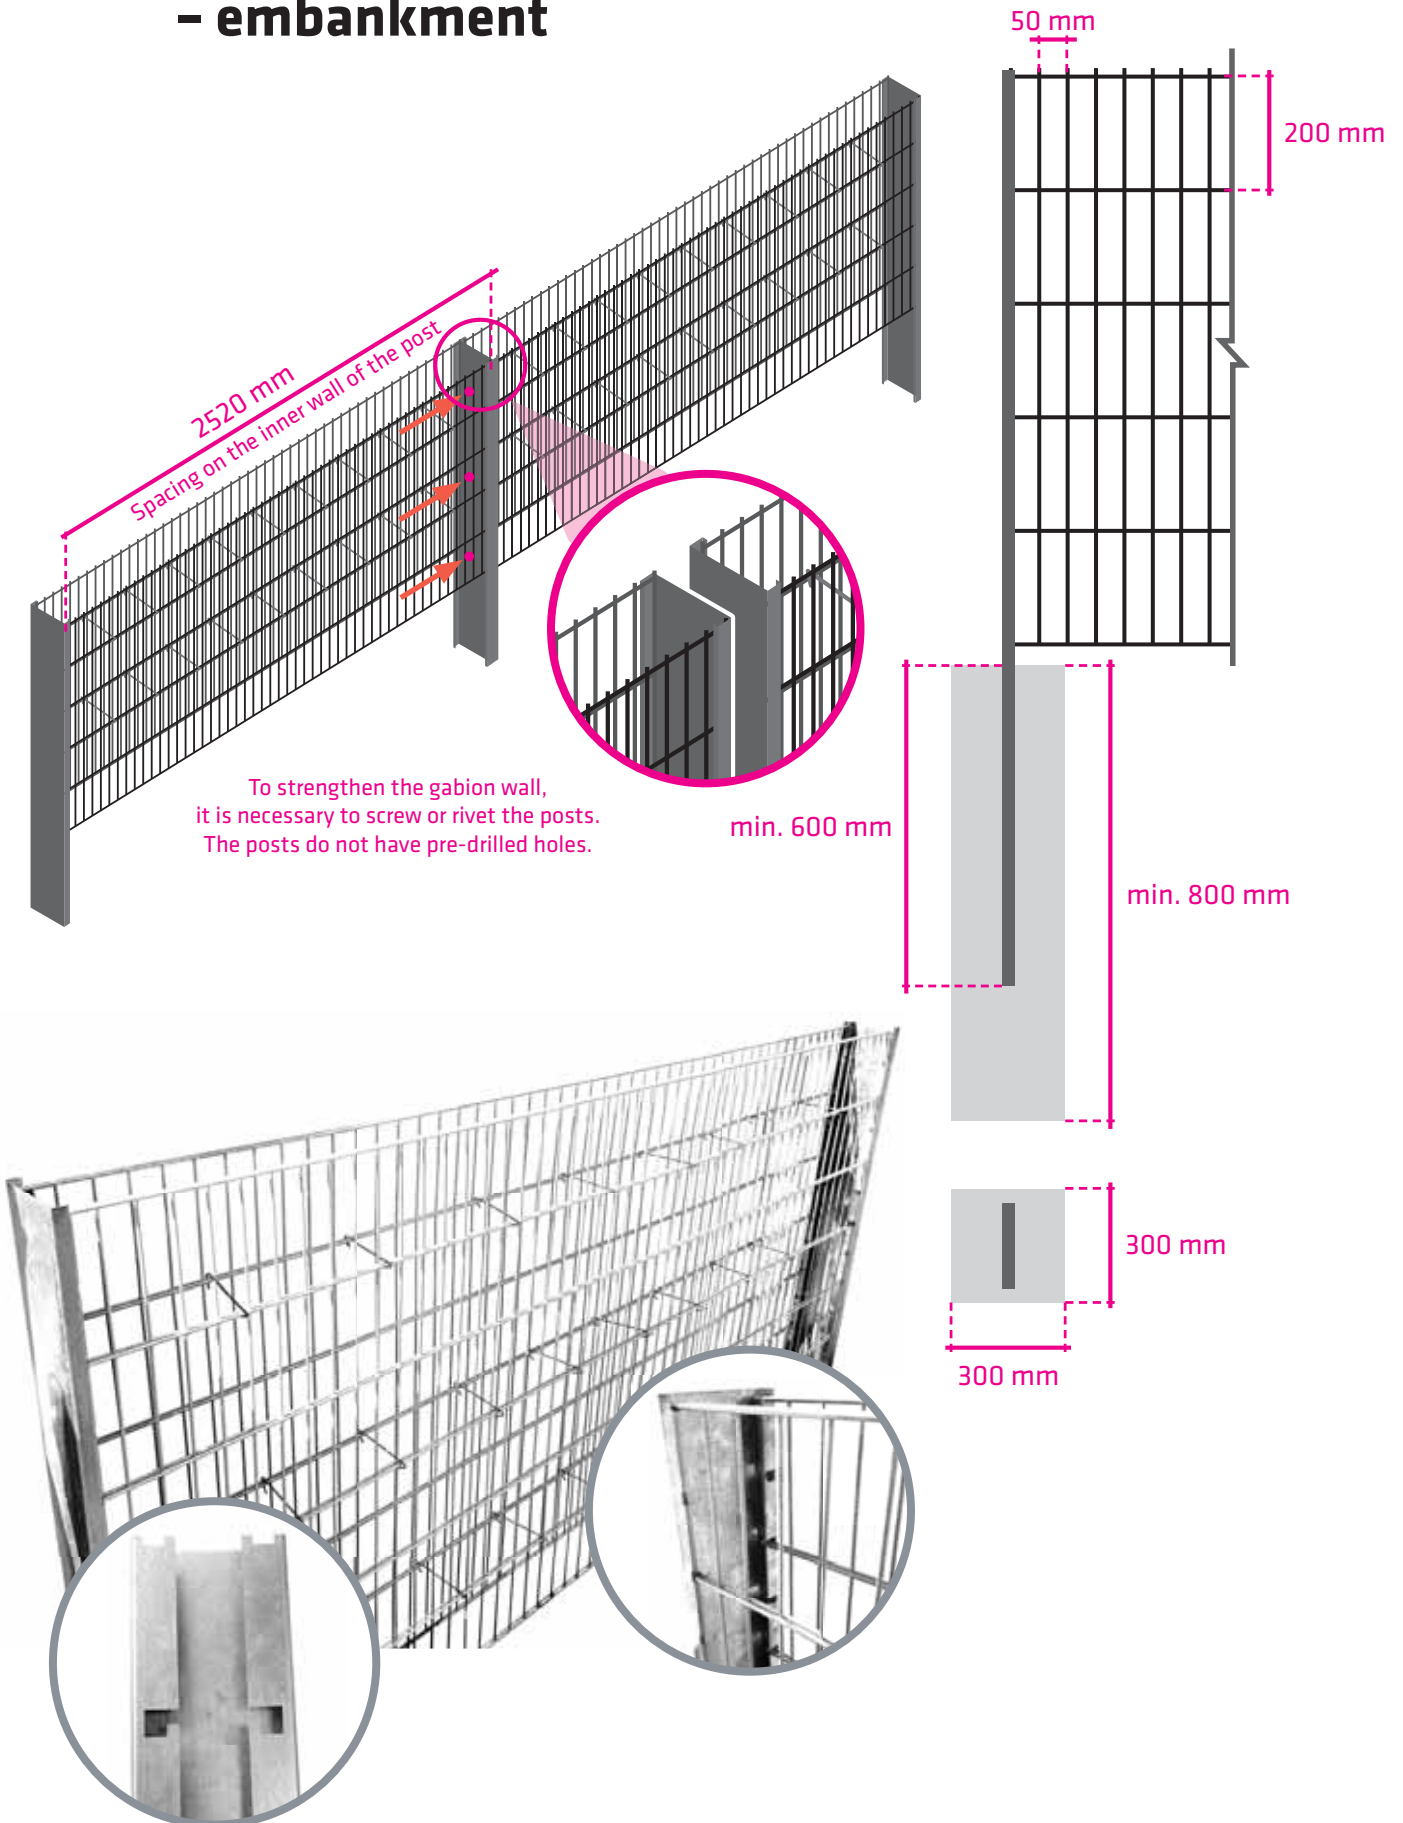 – embankment
50 mm
200 mm
2520 mm
Spacing on the inner wall of the post
To strengthen the gabion wall,
it is necessary to screw or rivet the posts.
The posts do not have pre-drilled holes.
min. 600 mm
min. 800 mm
300 mm
300 mm